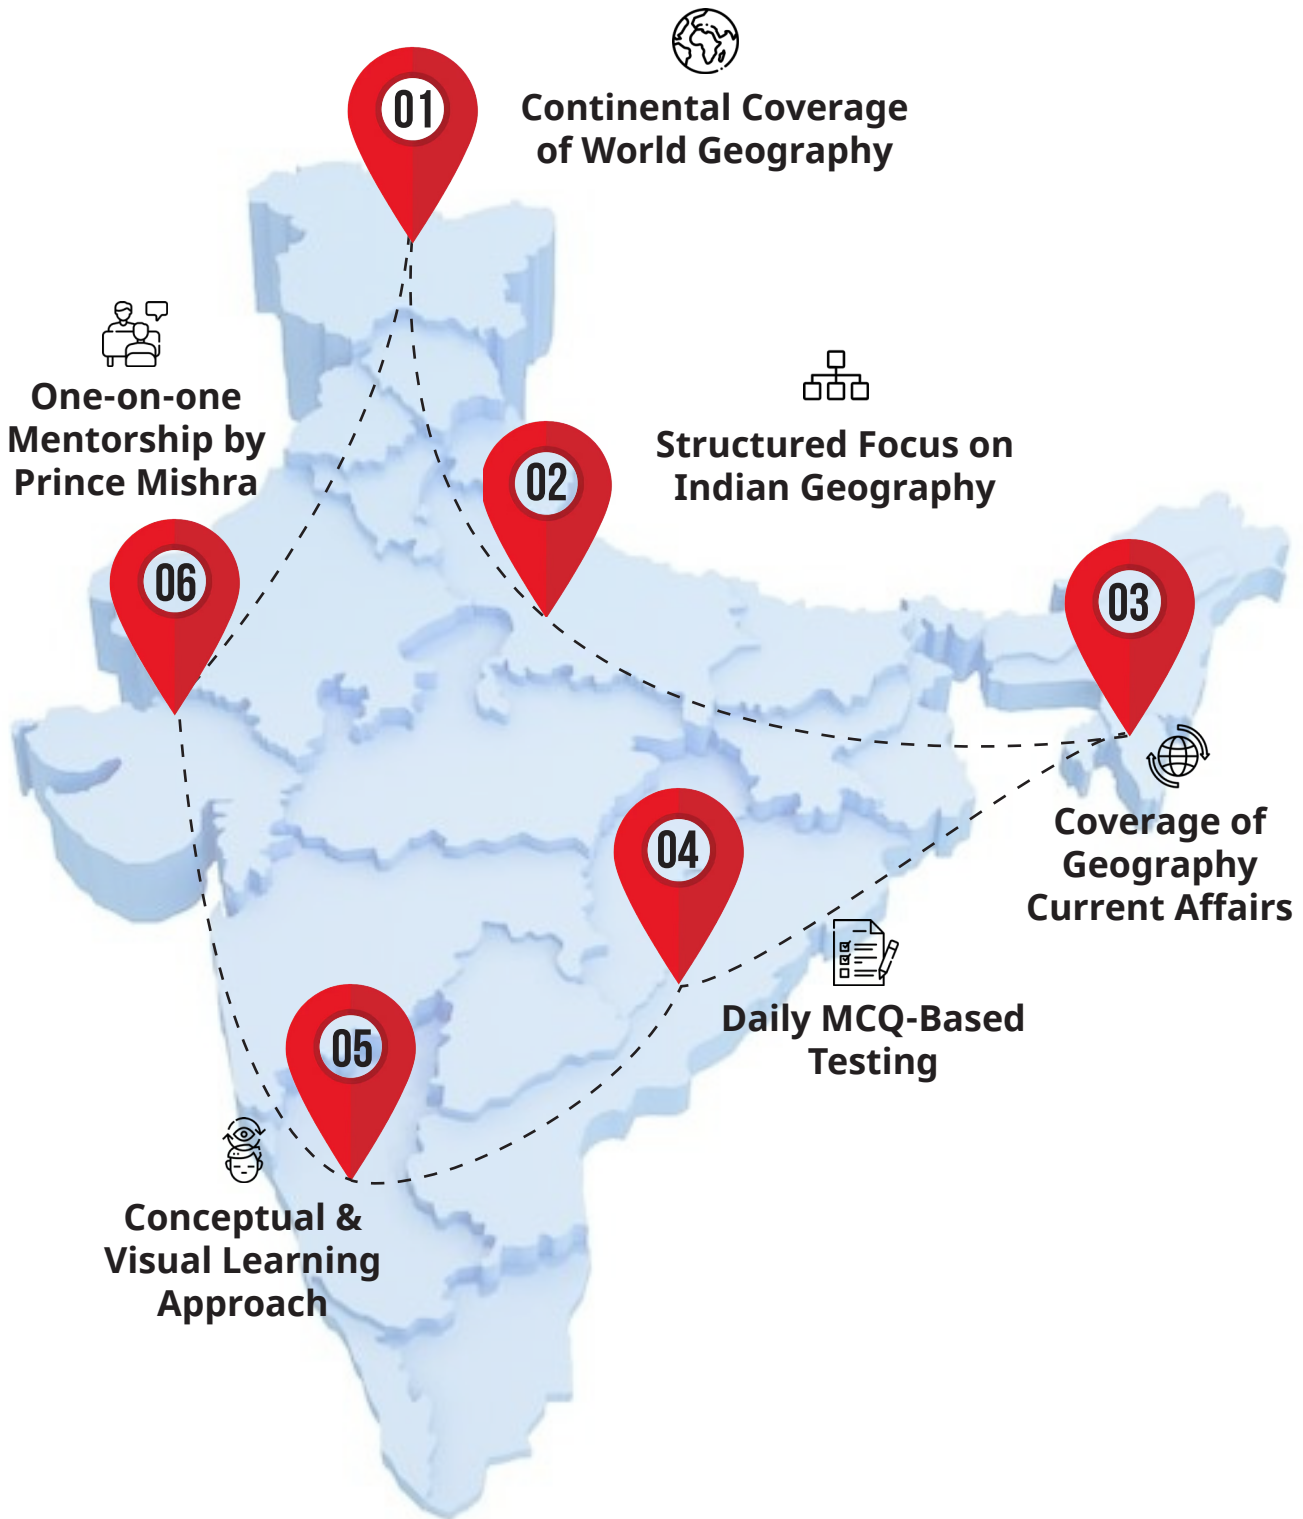 01
Continental Coverage
of World Geography
02
Structured Focus on
Indian Geography
03
Coverage of
Geography
Current Affairs
04
Daily MCQ-Based
Testing
05
Conceptual &
Visual Learning
Approach
06
One-on-one
Mentorship by
Prince Mishra